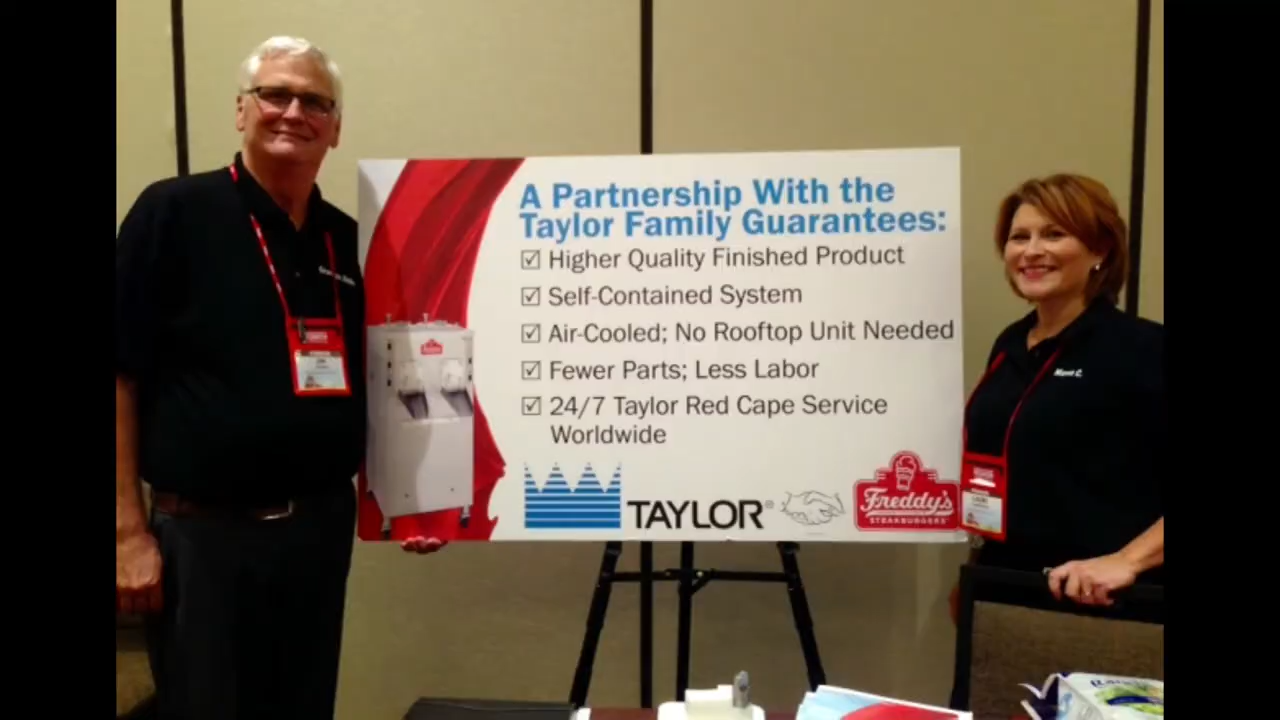 A Partnership With the
Taylor Family Guarantees:
☑ Higher Quality Finished Product
☑ Self-Contained System
☑ Air-Cooled; No Rooftop Unit Needed
☑ Fewer Parts; Less Labor
☑ 24/7 Taylor Red Cape Service
Worldwide
TAYLOR®
Freddy's
STEAKBURGERS